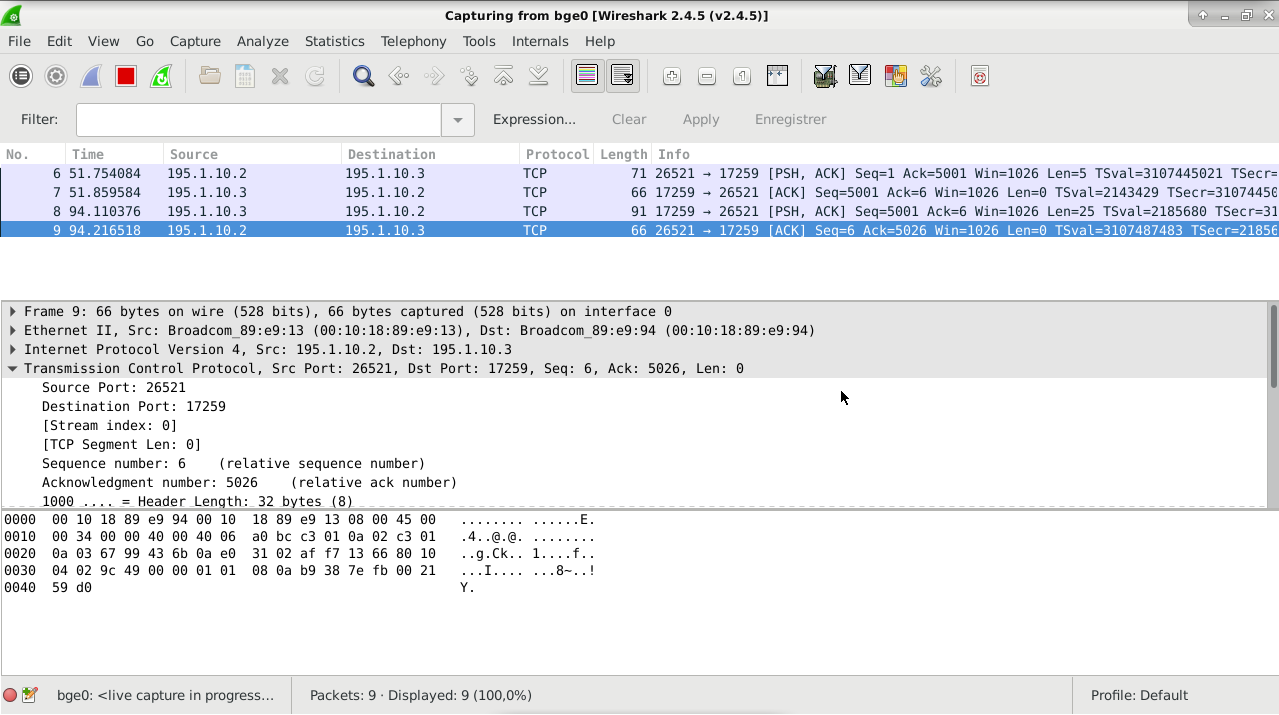 Capturing from bge0 [Wireshark 2.4.5 (v2.4.5)]
File Edit View Go Capture Analyze Statistics Telephony Tools Internals Help
Filter: Expression... Clear Apply Enregistrer
No. Time Source Destination Protocol Length Info
6 51.754084 195.1.10.2 195.1.10.3 TCP 71 26521 → 17259 [PSH, ACK] Seq=1 Ack=5001 Win=1026 Len=5 TSval=3107445021 TSecr=
7 51.859584 195.1.10.3 195.1.10.2 TCP 66 17259 → 26521 [ACK] Seq=5001 Ack=6 Win=1026 Len=0 TSval=2143429 TSecr=31074450
8 94.110376 195.1.10.3 195.1.10.2 TCP 91 17259 → 26521 [PSH, ACK] Seq=5001 Ack=6 Win=1026 Len=25 TSval=2185680 TSecr=31
9 94.216518 195.1.10.2 195.1.10.3 TCP 66 26521 → 17259 [ACK] Seq=6 Ack=5026 Win=1026 Len=0 TSval=3107487483 TSecr=21856
Frame 9: 66 bytes on wire (528 bits), 66 bytes captured (528 bits) on interface 0
Ethernet II, Src: Broadcom_89:e9:13 (00:10:18:89:e9:13), Dst: Broadcom_89:e9:94 (00:10:18:89:e9:94)
Internet Protocol Version 4, Src: 195.1.10.2, Dst: 195.1.10.3
Transmission Control Protocol, Src Port: 26521, Dst Port: 17259, Seq: 6, Ack: 5026, Len: 0
Source Port: 26521
Destination Port: 17259
[Stream index: 0]
[TCP Segment Len: 0]
Sequence number: 6 (relative sequence number)
Acknowledgment number: 5026 (relative ack number)
1000 .... = Header Length: 32 bytes (8)
0000 00 10 18 89 e9 94 00 10 18 89 e9 13 08 00 45 00 ........ ......E.
0010 00 34 00 00 40 00 40 06 a0 bc c3 01 0a 02 c3 01 .4..@.@. ........
0020 0a 03 67 99 43 6b 0a e0 31 02 af f7 13 66 80 10 ..g.Ck.. 1....f..
0030 04 02 9c 49 00 00 01 01 08 0a b9 38 7e fb 00 21 ...I.... ...8~..!
0040 59 d0 Y.
bge0: <live capture in progress... Packets: 9 · Displayed: 9 (100,0%) Profile: Default